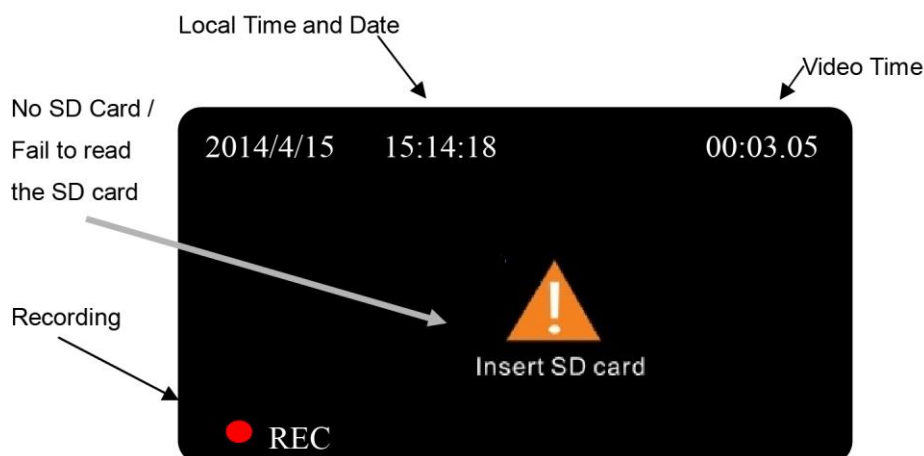 Local Time and Date
Video Time
No SD Card /
Fail to read
the SD card
2014/4/15 15:14:18 00:03.05
Insert SD card
Recording
REC